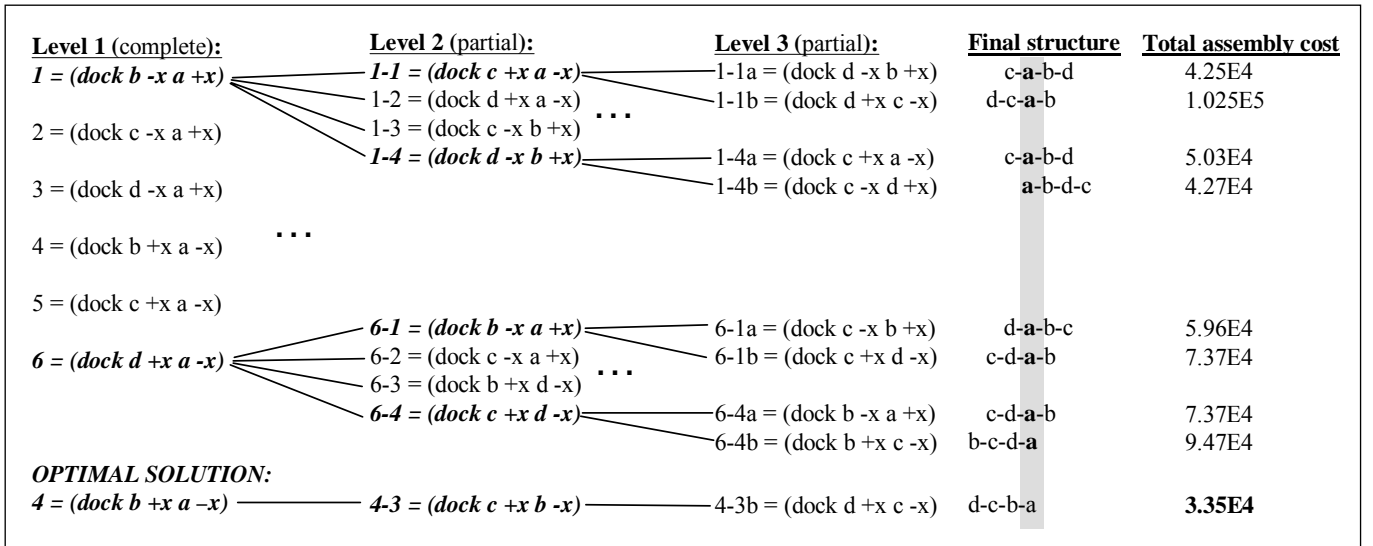 Level 1 (complete): Level 2 (partial): Level 3 (partial): Final structure Total assembly cost
1 = (dock b -x a +x) 1-1 = (dock c +x a -x) 1-1a = (dock d -x b +x) c-a-b-d 4.25E4
1-2 = (dock d +x a -x) ... 1-1b = (dock d +x c -x) d-c-a-b 1.025E5
2 = (dock c -x a +x) 1-3 = (dock c -x b +x)
1-4 = (dock d -x b +x) 1-4a = (dock c +x a -x) c-a-b-d 5.03E4
3 = (dock d -x a +x) 1-4b = (dock c -x d +x) a-b-d-c 4.27E4
4 = (dock b +x a -x) ...
5 = (dock c +x a -x)
6-1 = (dock b -x a +x) 6-1a = (dock c -x b +x) d-a-b-c 5.96E4
6 = (dock d +x a -x) 6-2 = (dock c -x a +x) ... 6-1b = (dock c +x d -x) c-d-a-b 7.37E4
6-3 = (dock b +x d -x)
6-4 = (dock c +x d -x) 6-4a = (dock b -x a +x) c-d-a-b 7.37E4
6-4b = (dock b +x c -x) b-c-d-a 9.47E4
OPTIMAL SOLUTION:
4 = (dock b +x a –x) 4-3 = (dock c +x b -x) 4-3b = (dock d +x c -x) d-c-b-a 3.35E4